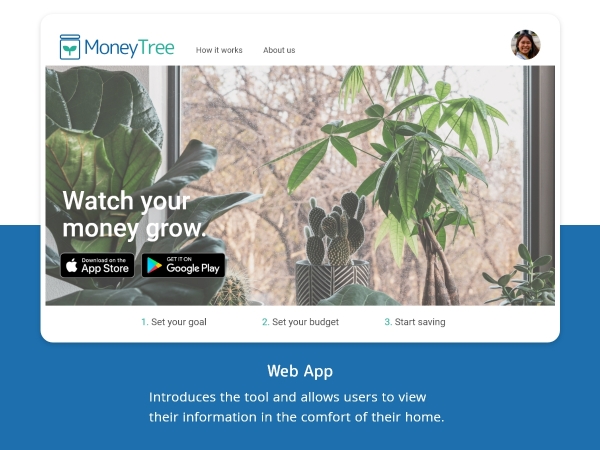 MoneyTree
How it works
About us
Watch your
money grow.
Download on the
App Store
GET IT ON
Google Play
1. Set your goal
2. Set your budget
3. Start saving
Web App
Introduces the tool and allows users to view
their information in the comfort of their home.